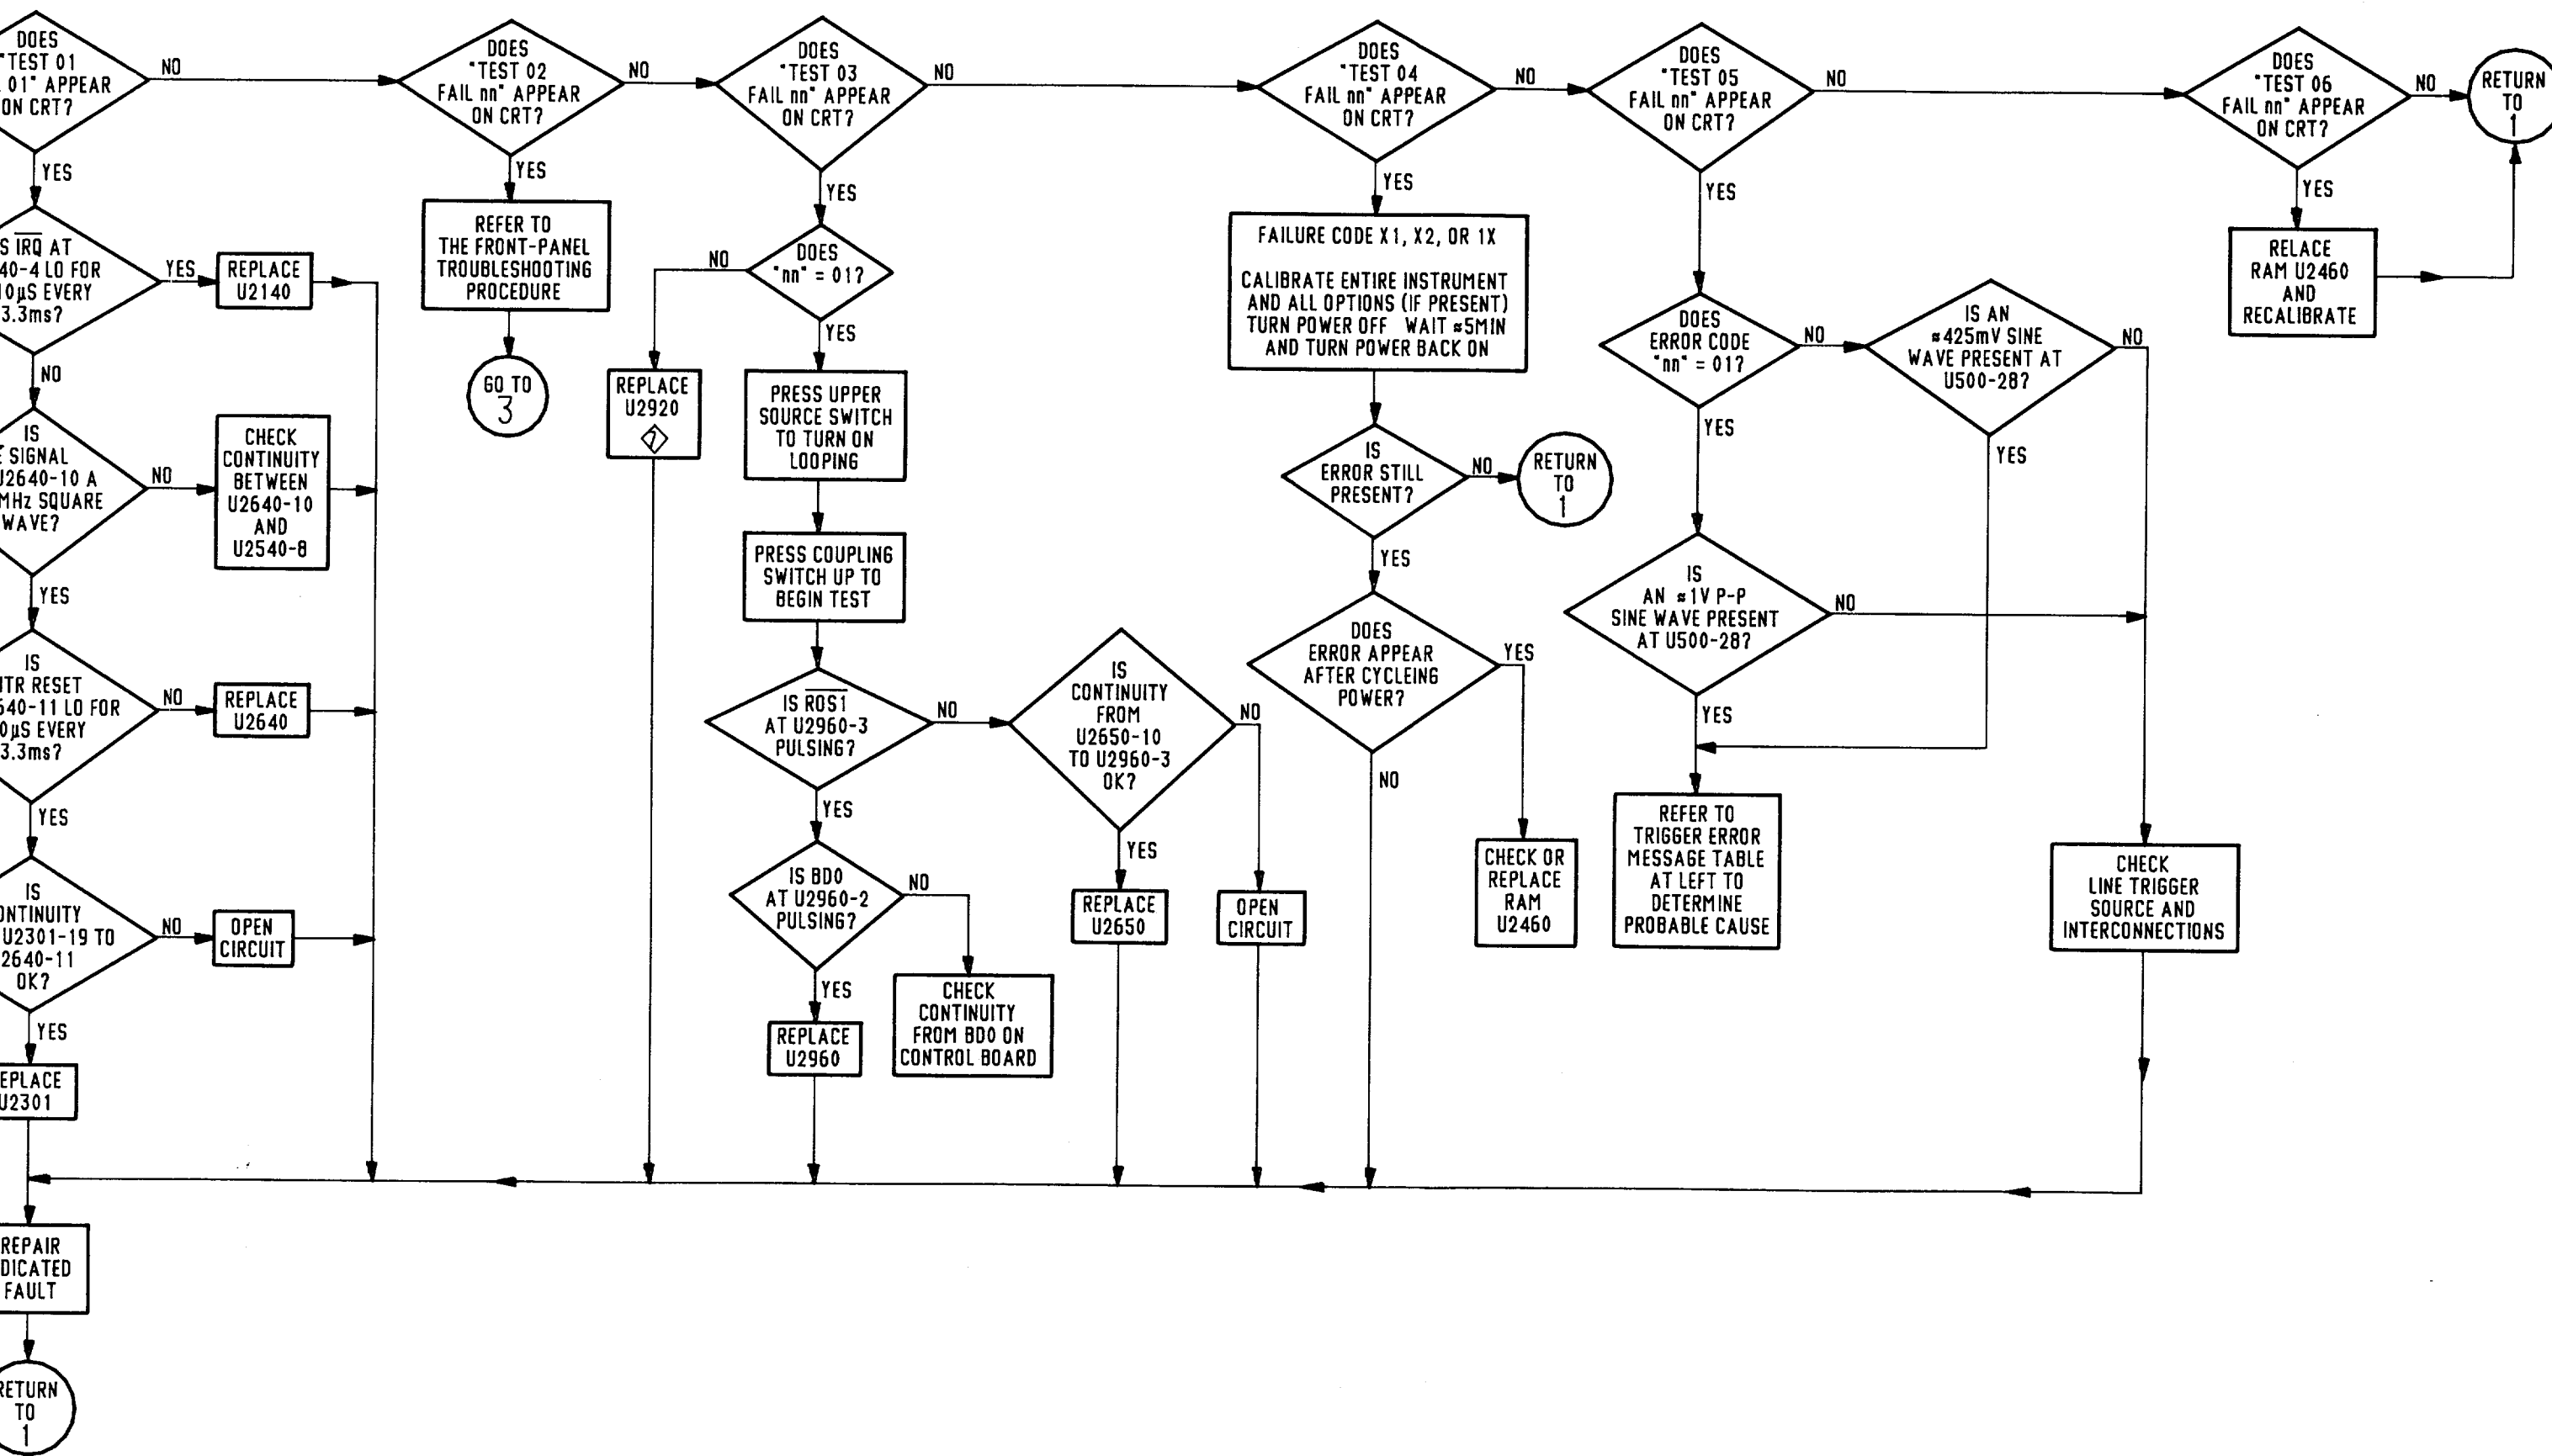 DOES
"TEST 01
01" APPEAR
ON CRT?
NO
YES
IRQ AT
40-4 LO FOR
0µS EVERY
3.3ms?
YES
REPLACE
U2140
NO
IS
SIGNAL
U2640-10 A
MHz SQUARE
WAVE?
NO
CHECK
CONTINUITY
BETWEEN
U2640-10
AND
U2540-8
YES
IS
TR RESET
640-11 LO FOR
0µS EVERY
3.3ms?
NO
REPLACE
U2640
YES
IS
ONTINUITY
U2301-19 TO
2640-11
OK?
NO
OPEN
CIRCUIT
YES
EPLACE
U2301
REPAIR
DICATED
FAULT
RETURN
TO
1
DOES
"TEST 02
FAIL nn" APPEAR
ON CRT?
NO
YES
REFER TO
THE FRONT-PANEL
TROUBLESHOOTING
PROCEDURE
GO TO
3
DOES
"TEST 03
FAIL nn" APPEAR
ON CRT?
NO
YES
DOES
"nn" = 01?
NO
REPLACE
U2920
7
YES
PRESS UPPER
SOURCE SWITCH
TO TURN ON
LOOPING
PRESS COUPLING
SWITCH UP TO
BEGIN TEST
IS ROS1
AT U2960-3
PULSING?
NO
IS
CONTINUITY
FROM
U2650-10
TO U2960-3
OK?
NO
YES
REPLACE
U2650
OPEN
CIRCUIT
YES
IS BD0
AT U2960-2
PULSING?
NO
CHECK
CONTINUITY
FROM BD0 ON
CONTROL BOARD
YES
REPLACE
U2960
DOES
"TEST 04
FAIL nn" APPEAR
ON CRT?
NO
YES
FAILURE CODE X1, X2, OR 1X
CALIBRATE ENTIRE INSTRUMENT
AND ALL OPTIONS (IF PRESENT)
TURN POWER OFF WAIT ≈5MIN
AND TURN POWER BACK ON
IS
ERROR STILL
PRESENT?
NO
RETURN
TO
1
YES
DOES
ERROR APPEAR
AFTER CYCLEING
POWER?
YES
CHECK OR
REPLACE
RAM
U2460
NO
DOES
"TEST 05
FAIL nn" APPEAR
ON CRT?
NO
YES
DOES
ERROR CODE
"nn" = 01?
NO
IS AN
≈425mV SINE
WAVE PRESENT AT
U500-28?
NO
YES
YES
IS
AN ≈1V P-P
SINE WAVE PRESENT
AT U500-28?
NO
YES
REFER TO
TRIGGER ERROR
MESSAGE TABLE
AT LEFT TO
DETERMINE
PROBABLE CAUSE
CHECK
LINE TRIGGER
SOURCE AND
INTERCONNECTIONS
DOES
"TEST 06
FAIL nn" APPEAR
ON CRT?
NO
RETURN
TO
1
YES
RELACE
RAM U2460
AND
RECALIBRATE